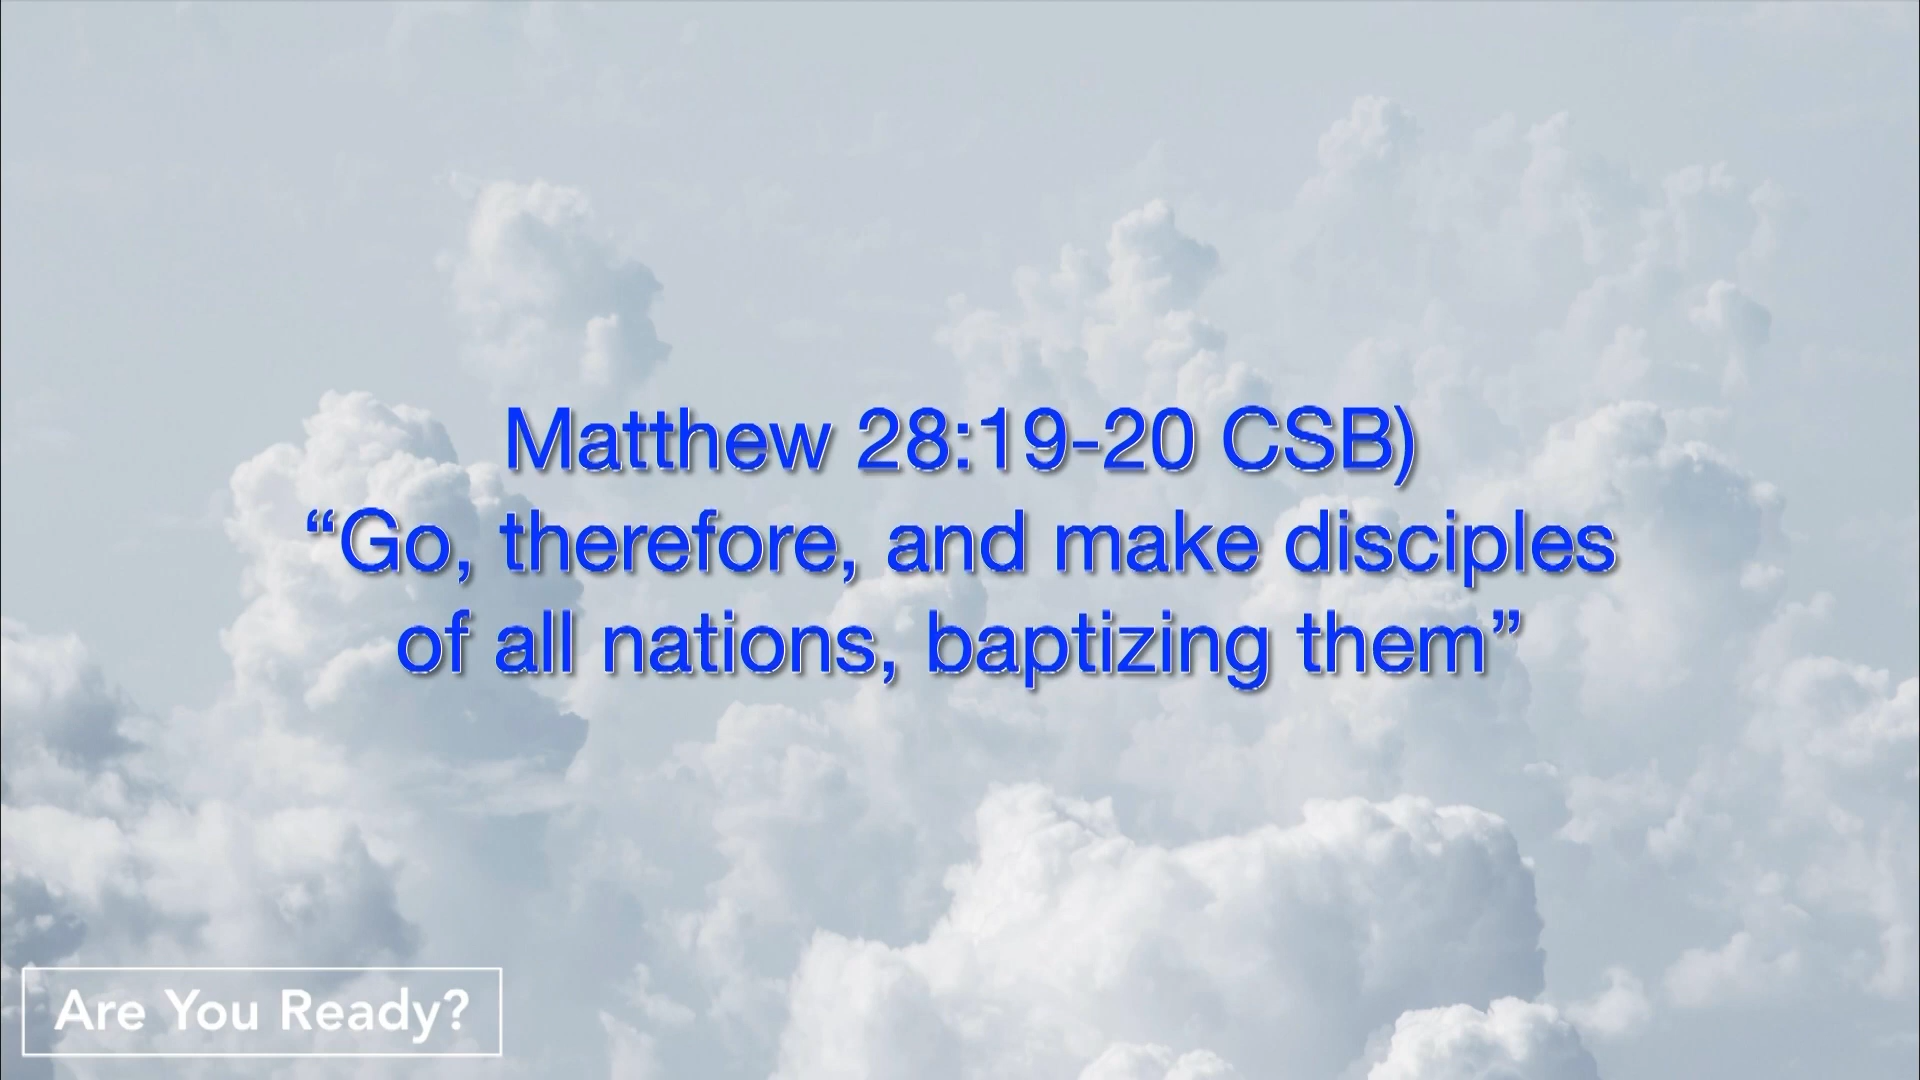 Matthew 28:19-20 CSB)
“Go, therefore, and make disciples
of all nations, baptizing them”
Are You Ready?